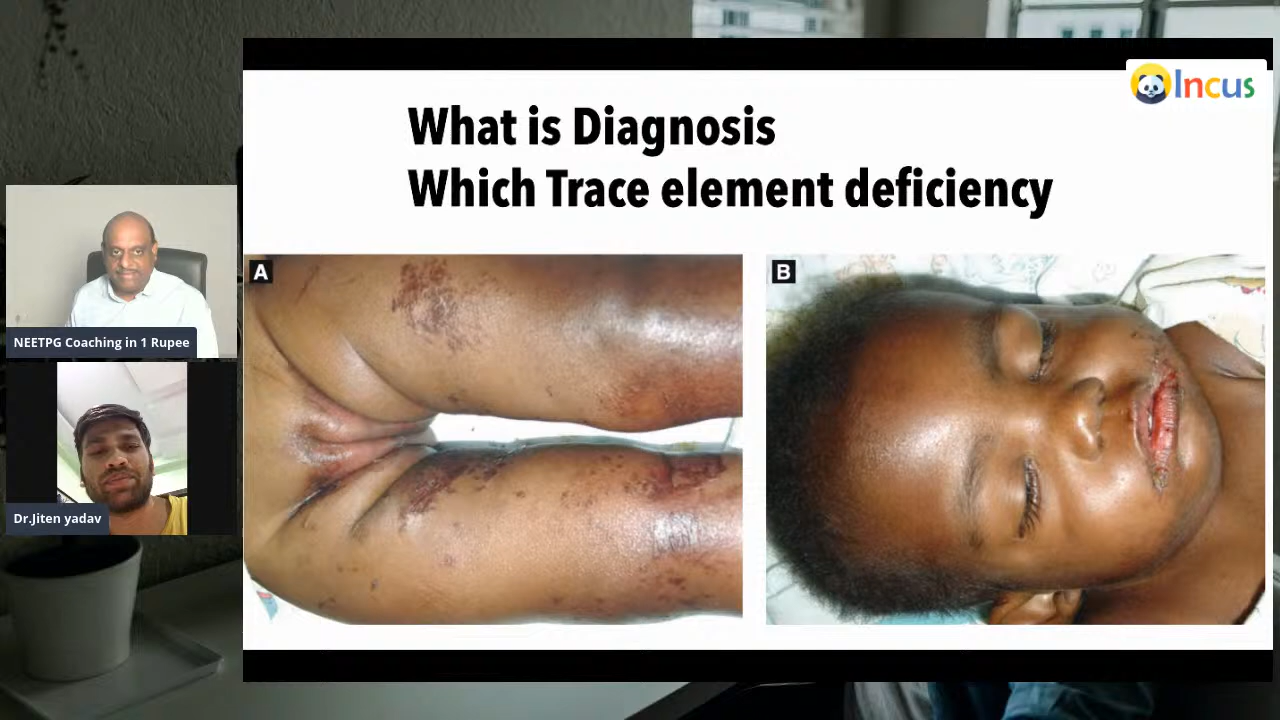 Incus
What is Diagnosis
Which Trace element deficiency
A
B
NEETPG Coaching in 1 Rupee
Dr.Jiten yadav